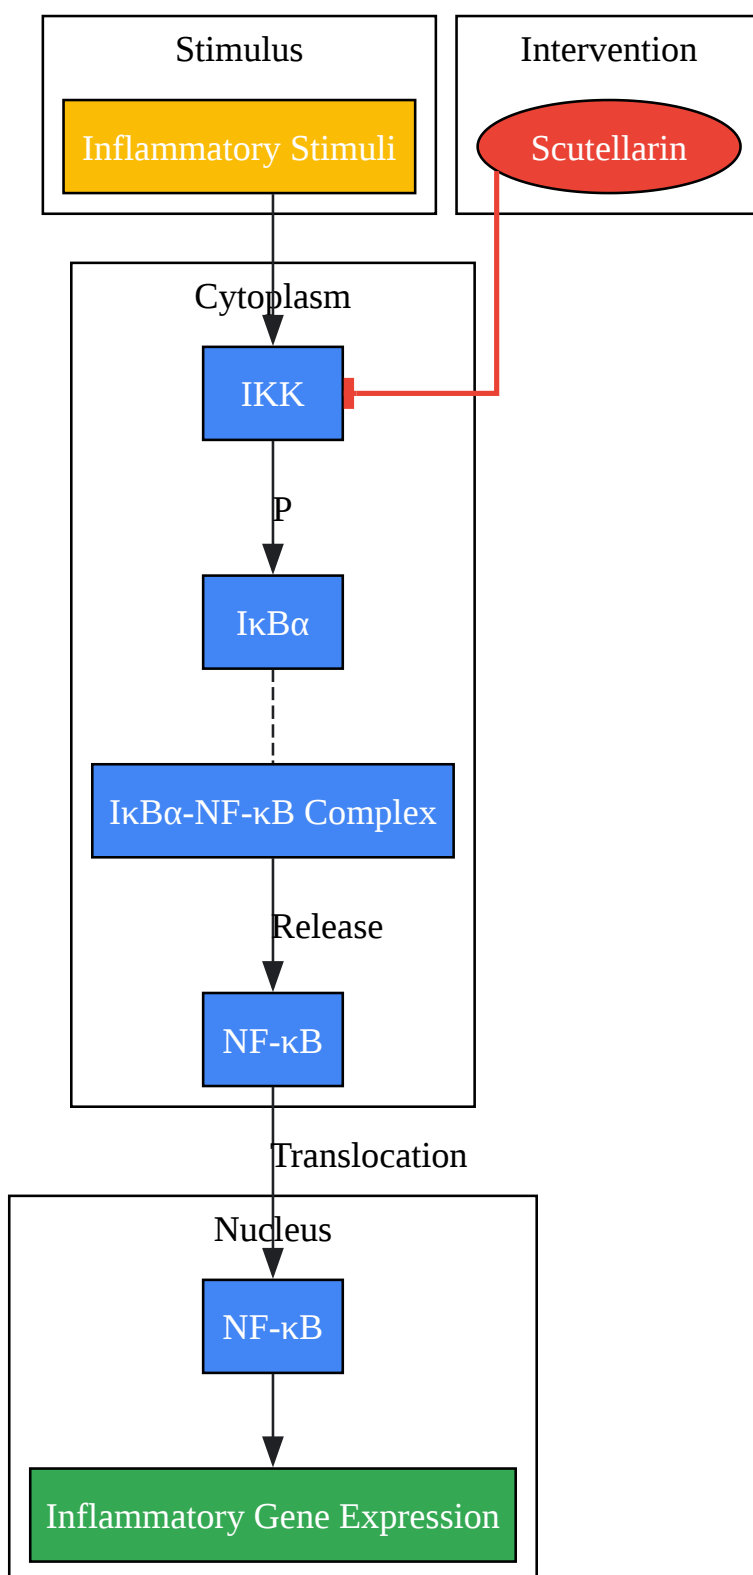 Stimulus
Intervention
Inflammatory Stimuli
Scutellarin
Cytoplasm
IKK
P
IκBα
IκBα-NF-κB Complex
Release
NF-κB
Translocation
Nucleus
NF-κB
Inflammatory Gene Expression